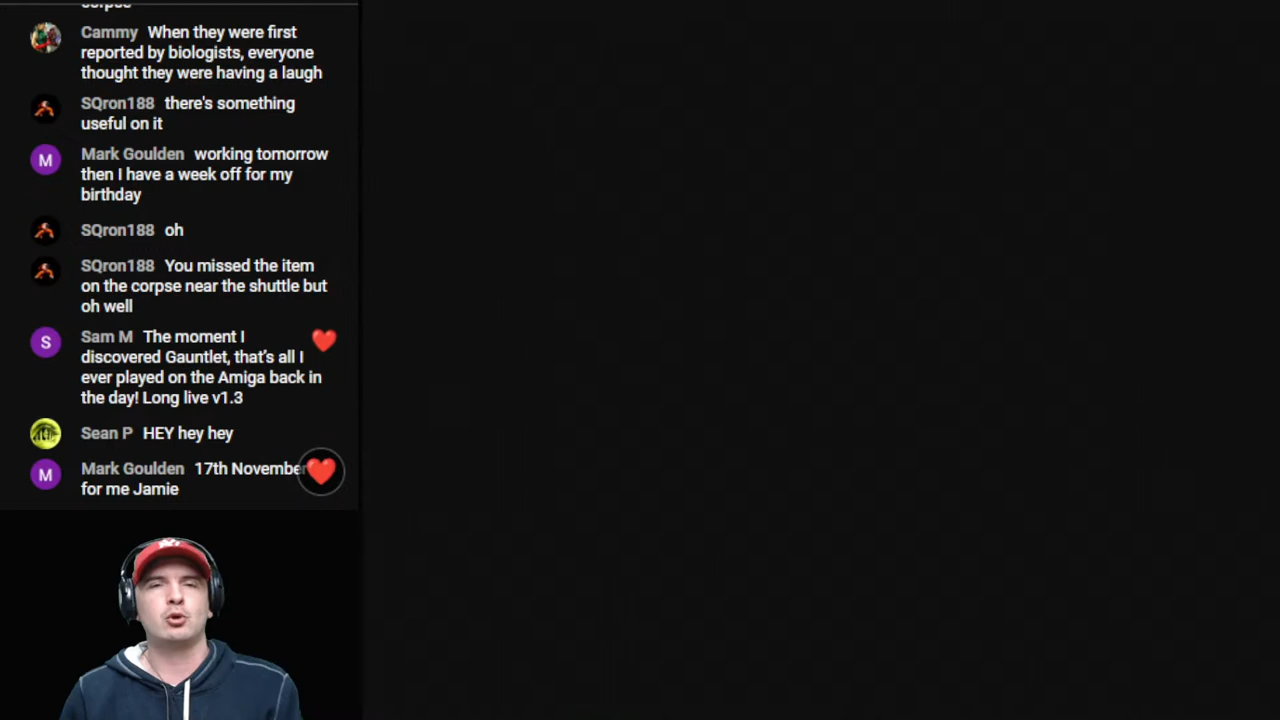 corpse
Cammy When they were first
reported by biologists, everyone
thought they were having a laugh
SQron188 there's something
useful on it
M
Mark Goulden working tomorrow
then I have a week off for my
birthday
SQron188 oh
SQron188 You missed the item
on the corpse near the shuttle but
oh well
S
Sam M The moment I
discovered Gauntlet, that's all I
ever played on the Amiga back in
the day! Long live v1.3
Sean P HEY hey hey
M
Mark Goulden 17th November
for me Jamie